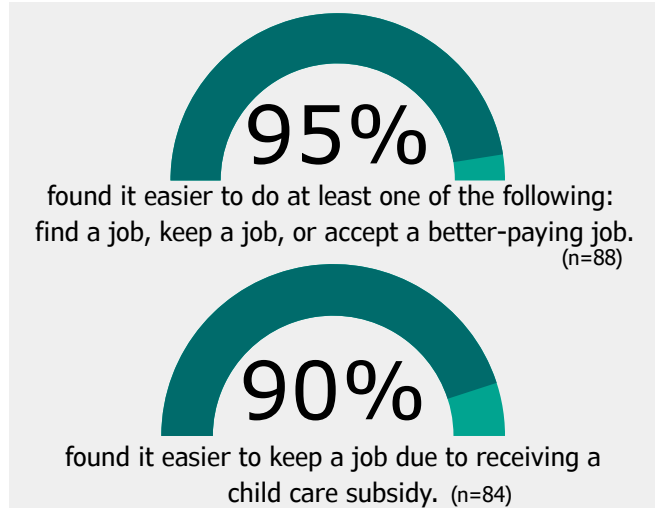 95%
found it easier to do at least one of the following:
find a job, keep a job, or accept a better-paying job.
(n=88)
90%
found it easier to keep a job due to receiving a
child care subsidy. (n=84)